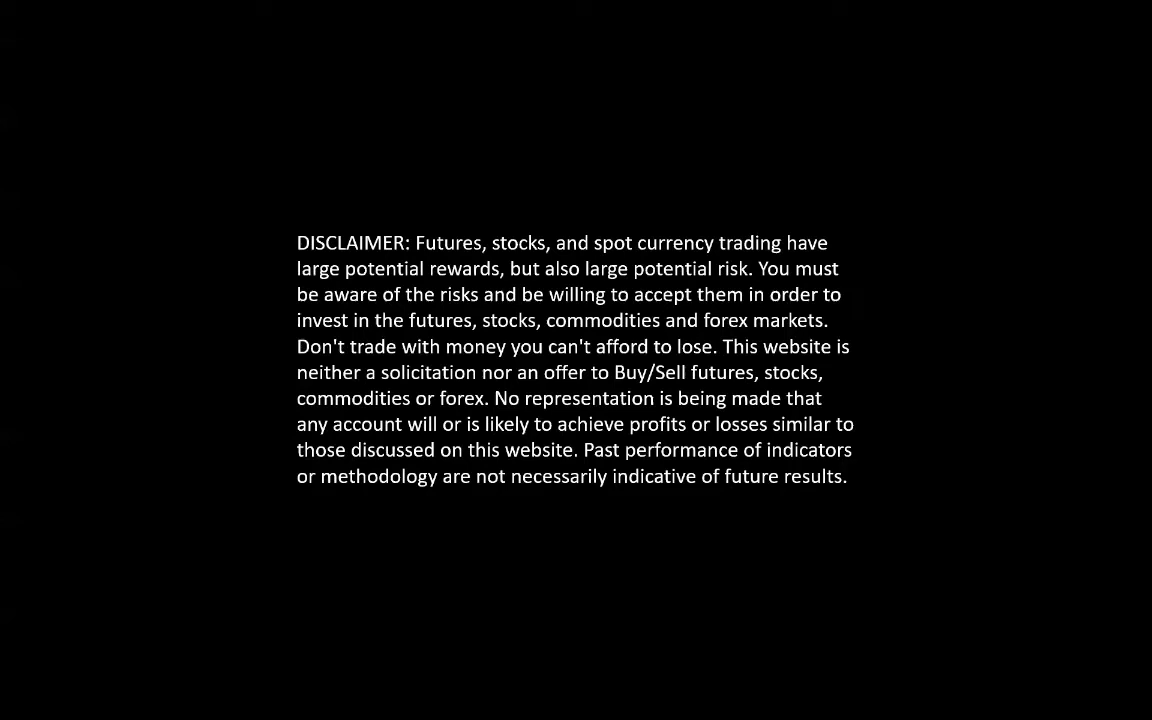 DISCLAIMER: Futures, stocks, and spot currency trading have
large potential rewards, but also large potential risk. You must
be aware of the risks and be willing to accept them in order to
invest in the futures, stocks, commodities and forex markets.
Don't trade with money you can't afford to lose. This website is
neither a solicitation nor an offer to Buy/Sell futures, stocks,
commodities or forex. No representation is being made that
any account will or is likely to achieve profits or losses similar to
those discussed on this website. Past performance of indicators
or methodology are not necessarily indicative of future results.